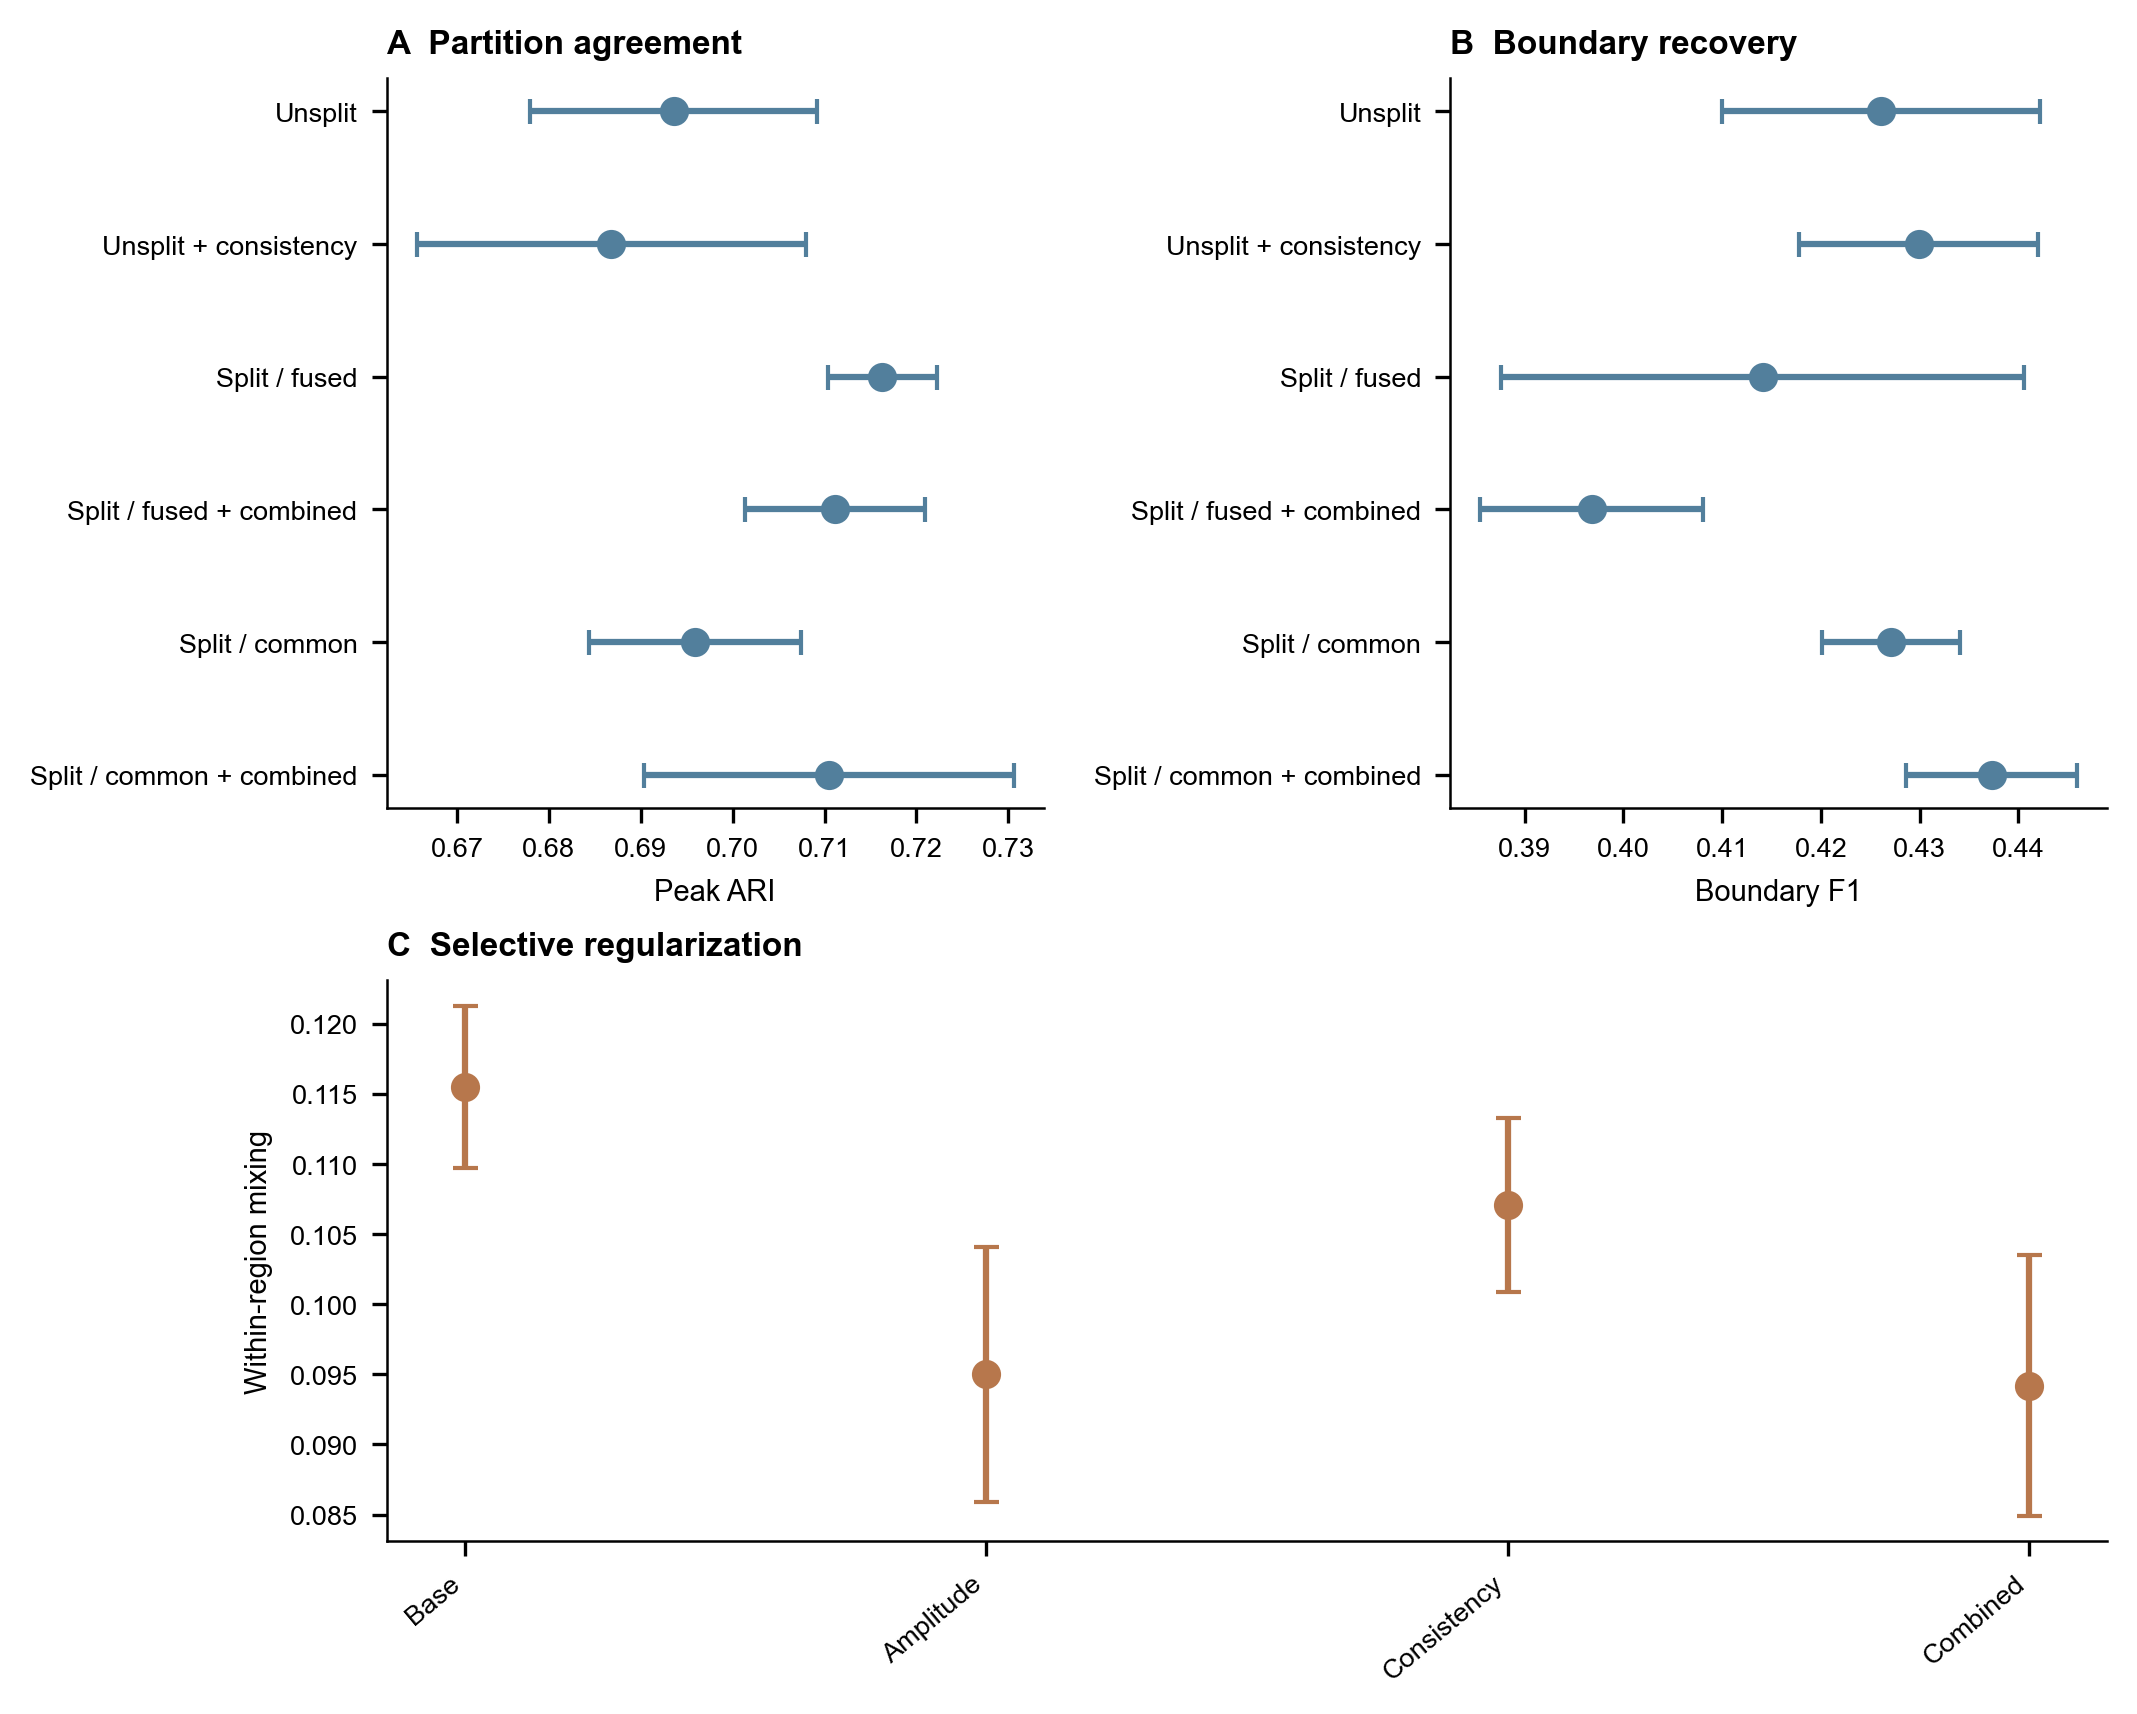 A Partition agreement
Unsplit
Unsplit + consistency
Split / fused
Split / fused + combined
Split / common
Split / common + combined
0.67 0.68 0.69 0.70 0.71 0.72 0.73
Peak ARI
B Boundary recovery
Unsplit
Unsplit + consistency
Split / fused
Split / fused + combined
Split / common
Split / common + combined
0.39 0.40 0.41 0.42 0.43 0.44
Boundary F1
C Selective regularization
Within-region mixing
0.120
0.115
0.110
0.105
0.100
0.095
0.090
0.085
Base Amplitude Consistency Combined